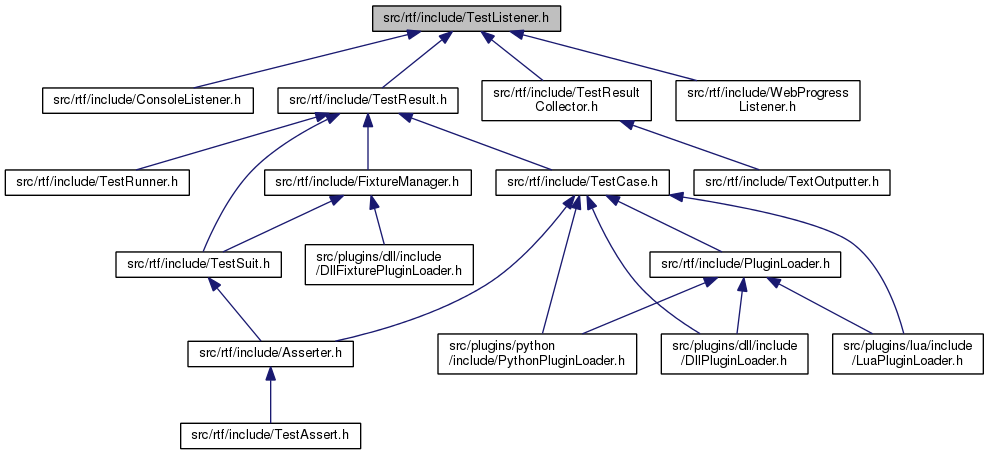 src/rtf/include/TestListener.h
src/rtf/include/ConsoleListener.h
src/rtf/include/TestResult.h
src/rtf/include/TestResult
Collector.h
src/rtf/include/WebProgress
Listener.h
src/rtf/include/TestRunner.h
src/rtf/include/FixtureManager.h
src/rtf/include/TestCase.h
src/rtf/include/TextOutputter.h
src/rtf/include/TestSuit.h
src/plugins/dll/include
/DllFixturePluginLoader.h
src/rtf/include/PluginLoader.h
src/rtf/include/Asserter.h
src/plugins/python
/include/PythonPluginLoader.h
src/plugins/dll/include
/DllPluginLoader.h
src/plugins/lua/include
/LuaPluginLoader.h
src/rtf/include/TestAssert.h